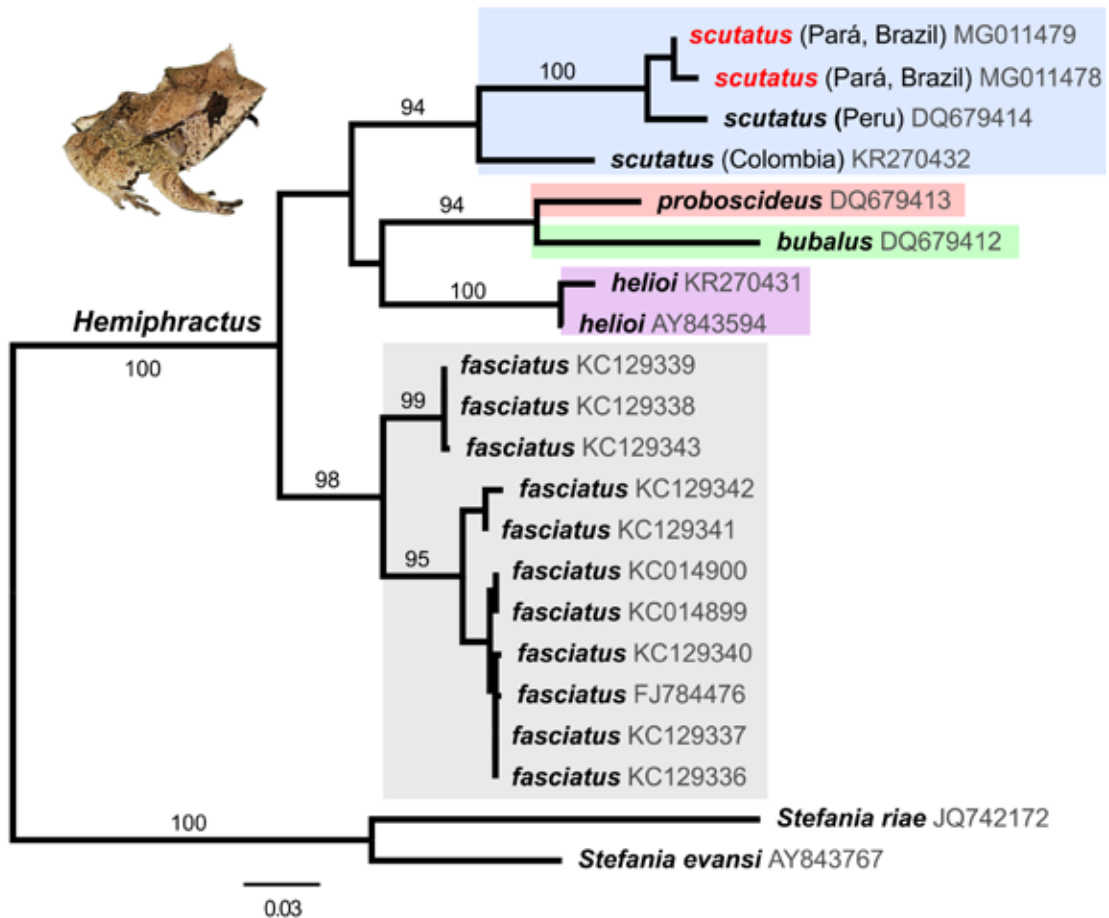 scutatus (Pará, Brazil) MG011479
100
scutatus (Pará, Brazil) MG011478
94
scutatus (Peru) DQ679414
scutatus (Colombia) KR270432
proboscideus DQ679413
94
bubalus DQ679412
helioi KR270431
100
Hemiphractus
helioi AY843594
100
fasciatus KC129339
99
fasciatus KC129338
fasciatus KC129343
98
fasciatus KC129342
fasciatus KC129341
95
fasciatus KC014900
fasciatus KC014899
fasciatus KC129340
fasciatus FJ784476
fasciatus KC129337
fasciatus KC129336
100
Stefania riae JQ742172
Stefania evansi AY843767
0.03